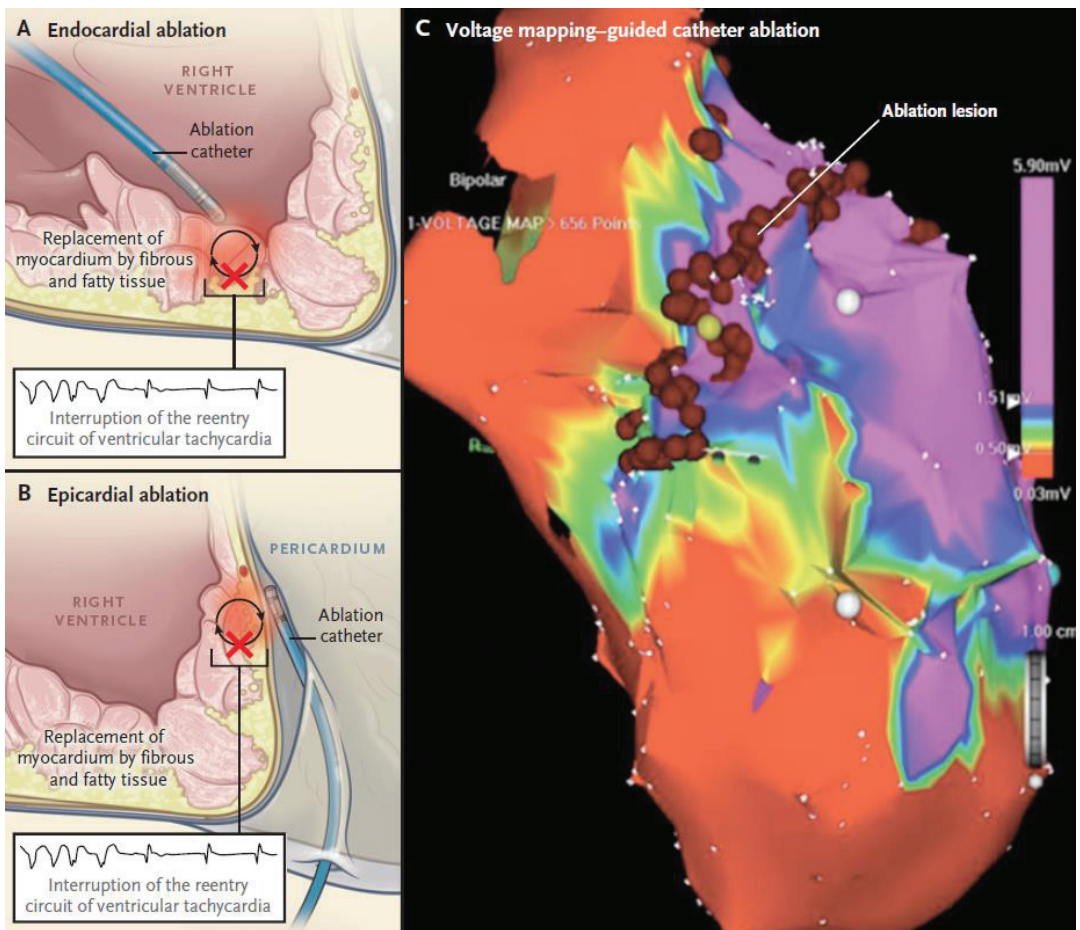 A Endocardial ablation
RIGHT
VENTRICLE
Ablation
catheter
Replacement of
myocardium by fibrous
and fatty tissue
Interruption of the reentry
circuit of ventricular tachycardia
B Epicardial ablation
PERICARDIUM
RIGHT
VENTRICLE
Ablation
catheter
Replacement of
myocardium by fibrous
and fatty tissue
Interruption of the reentry
circuit of ventricular tachycardia
C Voltage mapping–guided catheter ablation
Ablation lesion
Bipolar
1-VOLTAGE MAP > 656 Points
5.90mV
1.51mV
0.50mV
0.03mV
1.00 cm